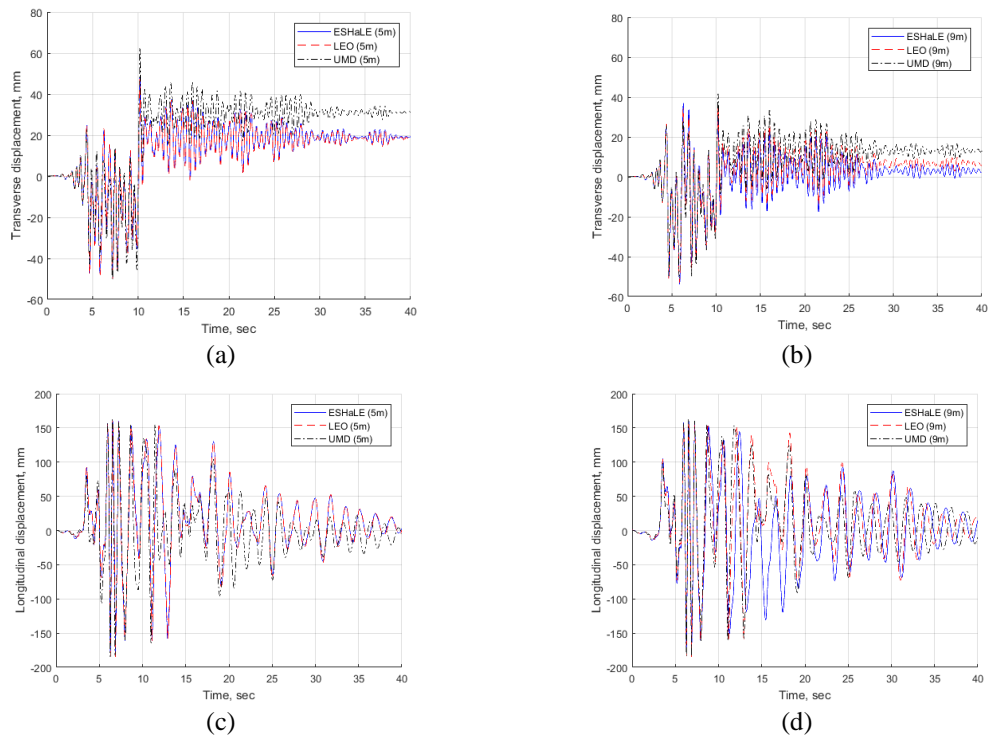 ESHaLE (5m)
LEO (5m)
UMD (5m)
Transverse displacement, mm
80
60
40
20
0
-20
-40
-60
0 5 10 15 20 25 30 35 40
Time, sec
(a)
ESHaLE (9m)
LEO (9m)
UMD (9m)
Transverse displacement, mm
80
60
40
20
0
-20
-40
-60
0 5 10 15 20 25 30 35 40
Time, sec
(b)
ESHaLE (5m)
LEO (5m)
UMD (5m)
Longitudinal displacement, mm
200
150
100
50
0
-50
-100
-150
-200
0 5 10 15 20 25 30 35 40
Time, sec
(c)
ESHaLE (9m)
LEO (9m)
UMD (9m)
Longitudinal displacement, mm
200
150
100
50
0
-50
-100
-150
-200
0 5 10 15 20 25 30 35 40
Time, sec
(d)